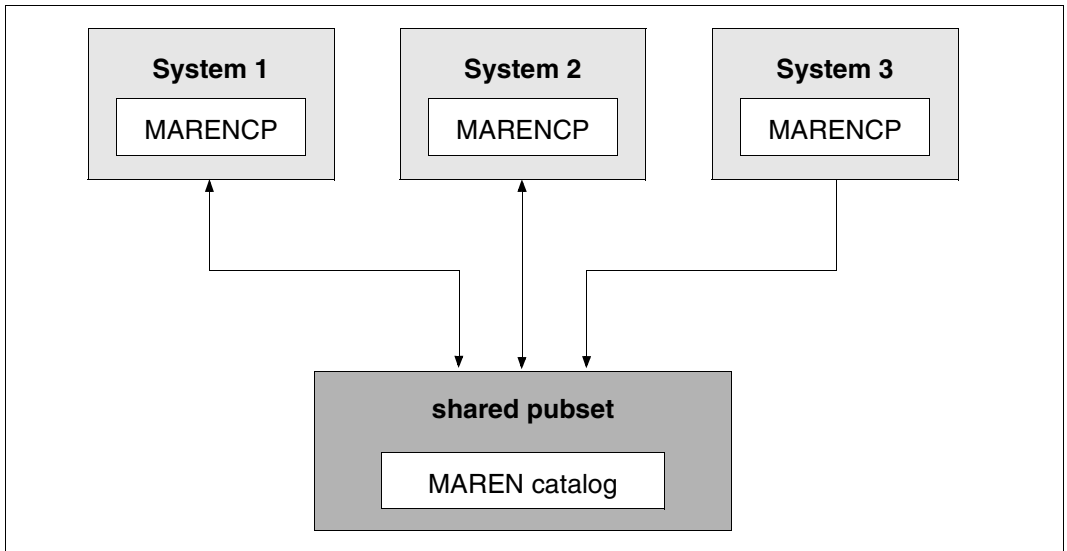 System 1
MARENCP
System 2
MARENCP
System 3
MARENCP
shared pubset
MAREN catalog